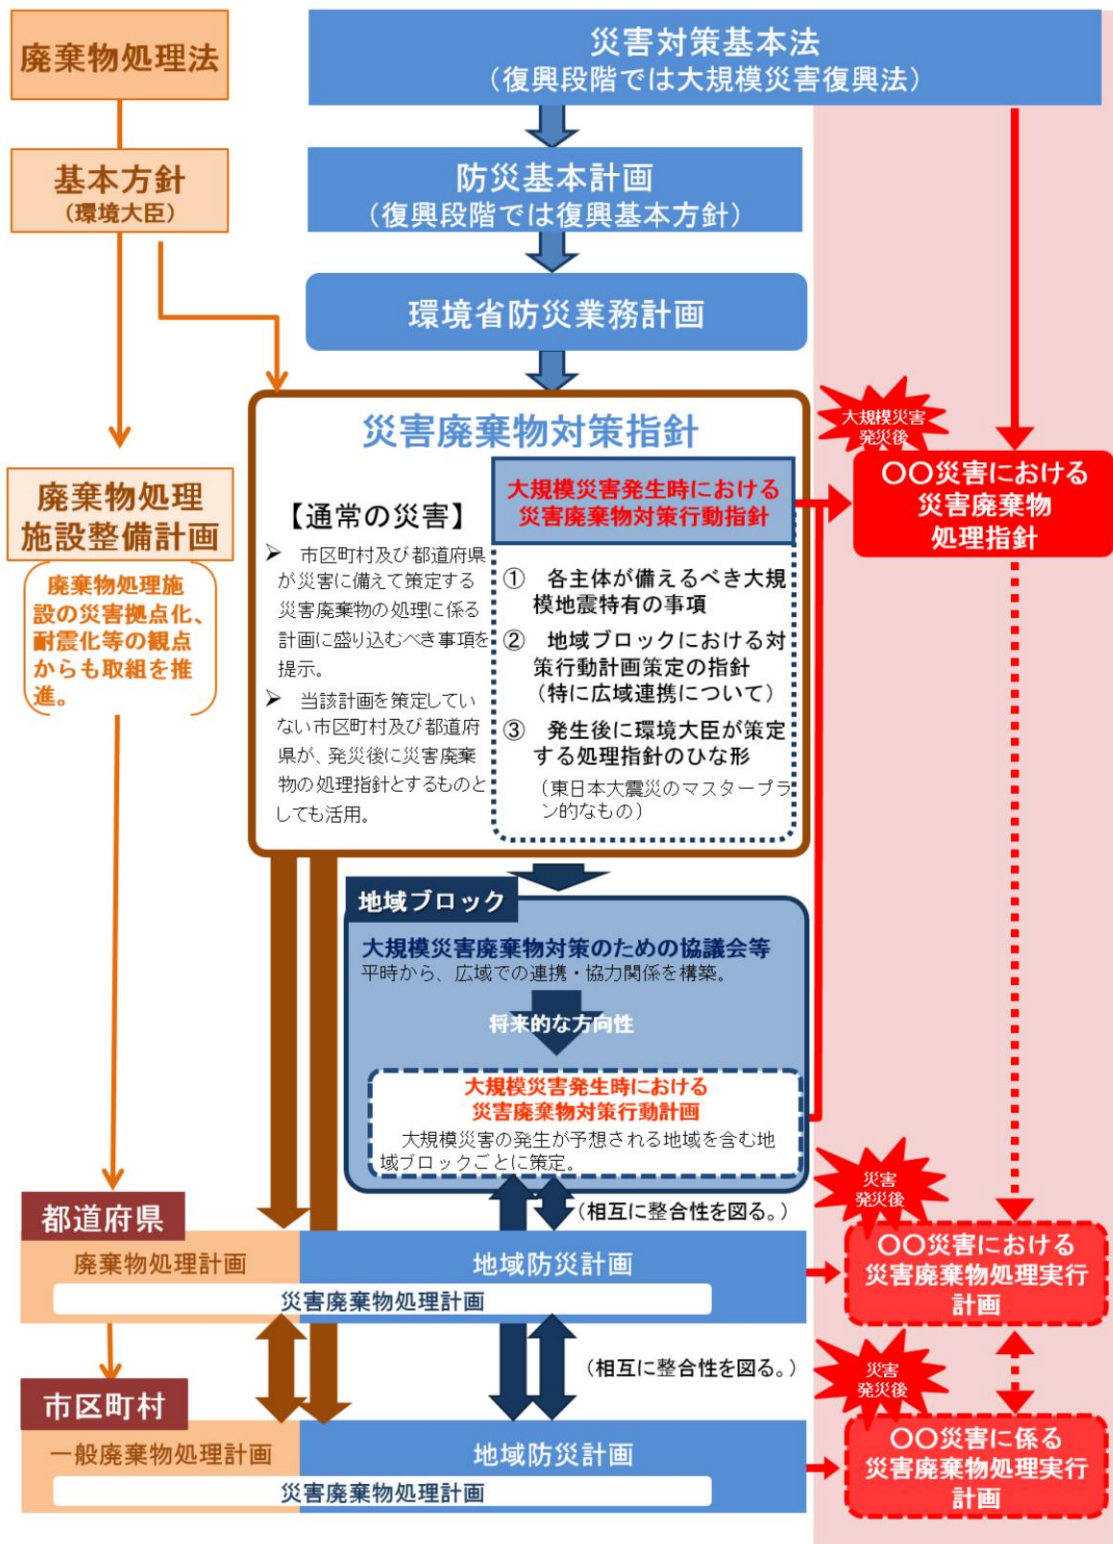 廃棄物処理法
災害対策基本法
（復興段階では大規模災害復興法）
基本方針
（環境大臣）
防災基本計画
（復興段階では復興基本方針）
環境省防災業務計画
災害廃棄物対策指針
大規模災害
発災後
廃棄物処理
施設整備計画
廃棄物処理施
設の災害拠点化、
耐震化等の観点
からも取組を推
進。
【通常の災害】
➢ 市区町村及び都道府県
が災害に備えて策定する
災害廃棄物の処理に係る
計画に盛り込むべき事項を
提示。
➢ 当該計画を策定してい
ない市区町村及び都道府
県が、発災後に災害廃棄
物の処理指針とするものと
しても活用。
大規模災害発生時における
災害廃棄物対策行動指針
① 各主体が備えるべき大規
模地震特有の事項
② 地域ブロックにおける対
策行動計画策定の指針
（特に広域連携について）
③ 発生後に環境大臣が策定
する処理指針のひな形
（東日本大震災のマスタープラ
ン的なもの）
〇〇災害における
災害廃棄物
処理指針
地域ブロック
大規模災害廃棄物対策のための協議会等
平時から、広域での連携・協力関係を構築。
将来的な方向性
大規模災害発生時における
災害廃棄物対策行動計画
大規模災害の発生が予想される地域を含む地
域ブロックごとに策定。
（相互に整合性を図る。）
災害
発災後
都道府県
廃棄物処理計画
地域防災計画
災害廃棄物処理計画
〇〇災害における
災害廃棄物処理実行
計画
（相互に整合性を図る。）
災害
発災後
市区町村
一般廃棄物処理計画
地域防災計画
災害廃棄物処理計画
〇〇災害に係る
災害廃棄物処理実行
計画